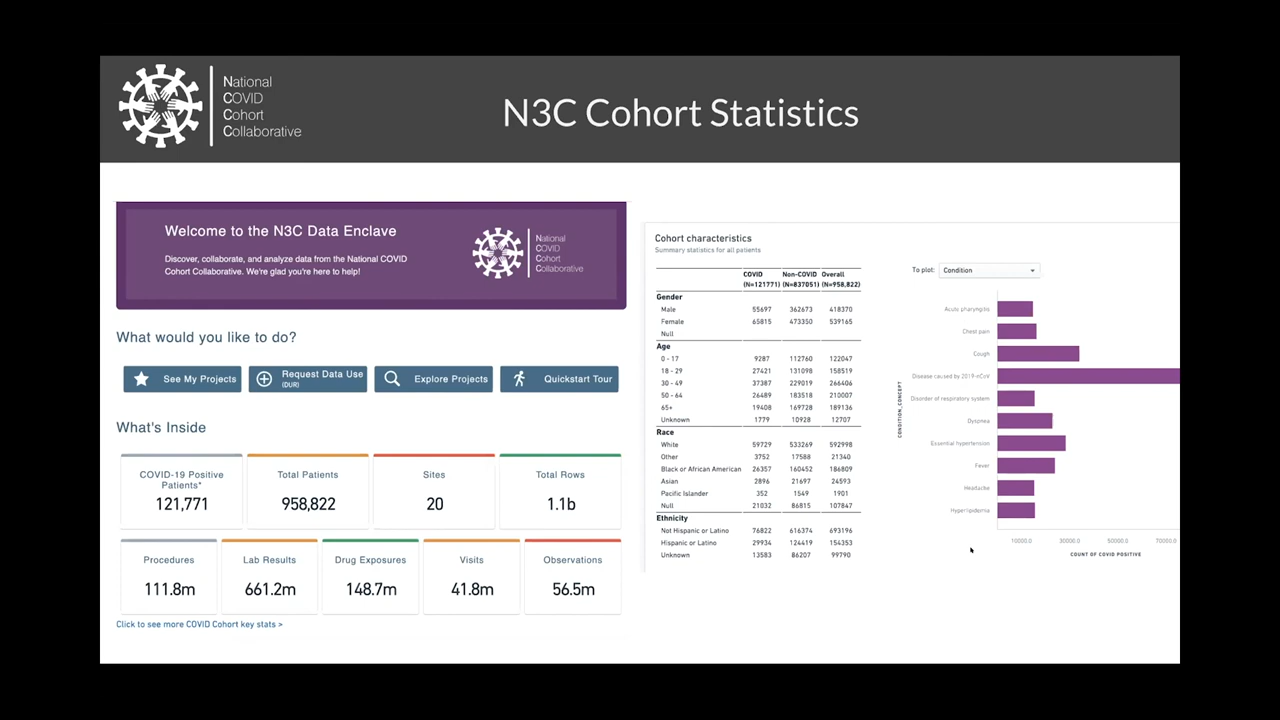 National
COVID
Cohort
Collaborative
N3C Cohort Statistics
Welcome to the N3C Data Enclave
Discover, collaborate, and analyze data from the National COVID
Cohort Collaborative. We're glad you're here to help!
National
COVID
Cohort
Collaborative
What would you like to do?
See My Projects
Request Data Use
(DUR)
Explore Projects
Quickstart Tour
What's Inside
COVID-19 Positive
Patients*
121,771
Total Patients
958,822
Sites
20
Total Rows
1.1b
Procedures
111.8m
Lab Results
661.2m
Drug Exposures
148.7m
Visits
41.8m
Observations
56.5m
Click to see more COVID Cohort key stats >
Cohort characteristics
Summary statistics for all patients
COVID Non-COVID Overall
(N=121771) (N=837051) (N=958,822)
Gender
Male 55697 362673 418370
Female 65815 473350 539165
Null
Age
0 - 17 9287 112760 122047
18 - 29 27421 131098 158519
30 - 49 37387 229019 266406
50 - 64 26489 183518 210007
65+ 19408 169728 189136
Unknown 1779 10928 12707
Race
White 59729 533269 592998
Other 3752 17588 21340
Black or African American 26357 160452 186809
Asian 2896 21697 24593
Pacific Islander 352 1549 1901
Null 21032 86815 107847
Ethnicity
Not Hispanic or Latino 76822 616374 693196
Hispanic or Latino 29934 124419 154353
Unknown 13583 86207 99790
To plot: Condition
CONDITION_CONCEPT
Acute pharyngitis
Chest pain
Cough
Disease caused by 2019-nCoV
Disorder of respiratory system
Dyspnea
Essential hypertension
Fever
Headache
Hyperlipidemia
10000.0 30000.0 50000.0 70000.0
COUNT OF COVID POSITIVE